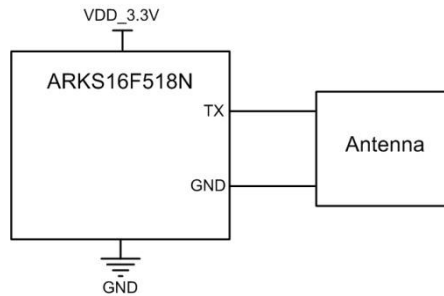 VDD_3.3V
ARKS16F518N
TX
Antenna
GND
GND